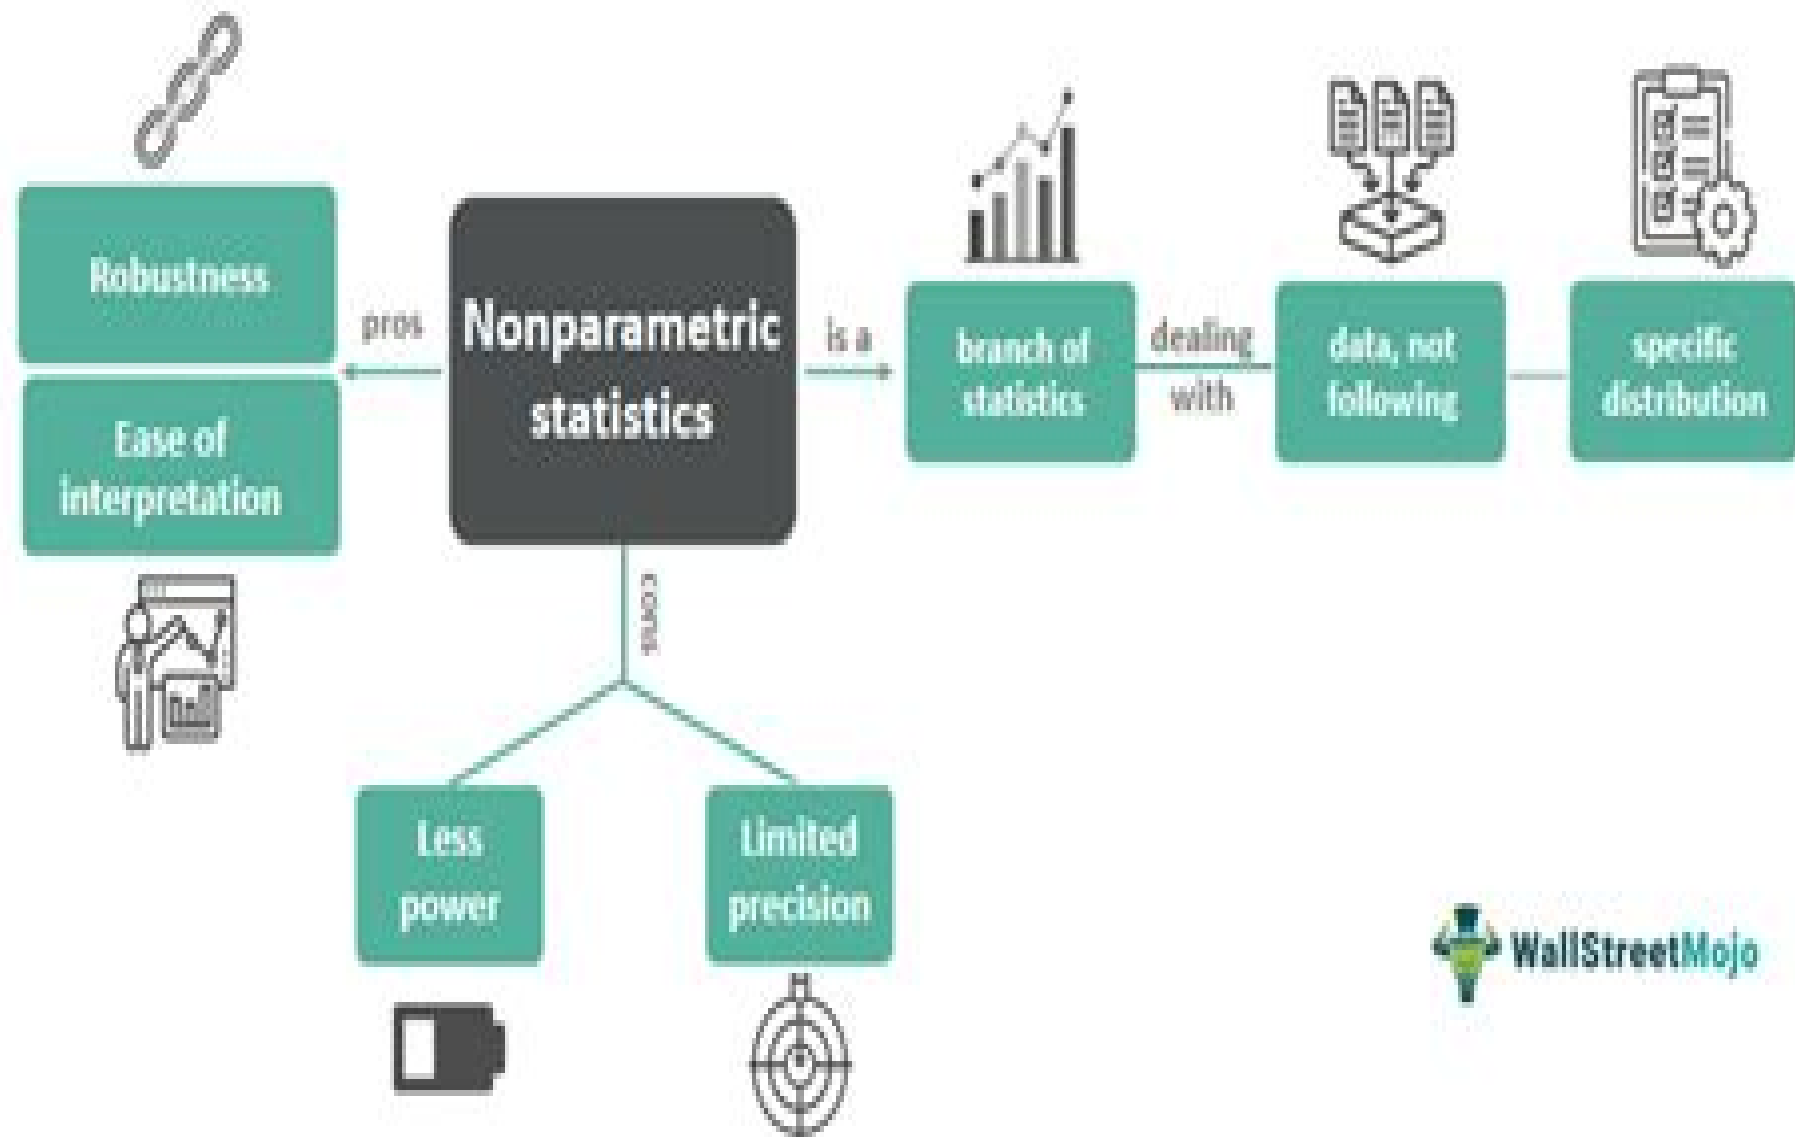 Robustness
pros
Ease of
interpretation
Nonparametric
statistics
is a
branch of
statistics
dealing
with
data, not
following
specific
distribution
cons
Less
power
Limited
precision
WallStreetMojo